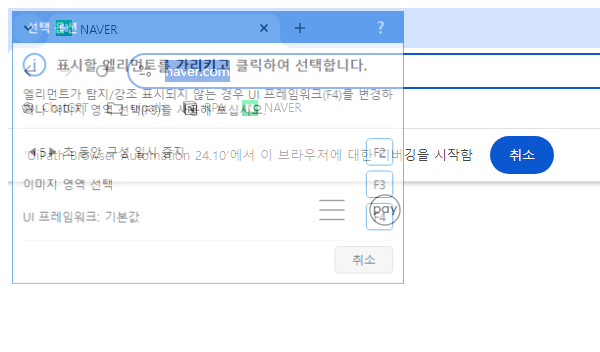 선택 옵션
NAVER
?
표시할 엘리먼트를 가리키고 클릭하여 선택합니다.
naver.com
엘리먼트가 탐지/강조 표시되지 않는 경우 UI 프레임워크(F4)를 변경하
거나 이미지 영역 선택(F3)을 사용해 보십시오.
ChatGPT
NAVER
5 초 동안 구성 일시 중지
F2
'UiPath Browser Automation 24.10'에서 이 브라우저에 대한 디버깅을 시작함
취소
이미지 영역 선택
F3
UI 프레임워크: 기본값
F4
pay
취소